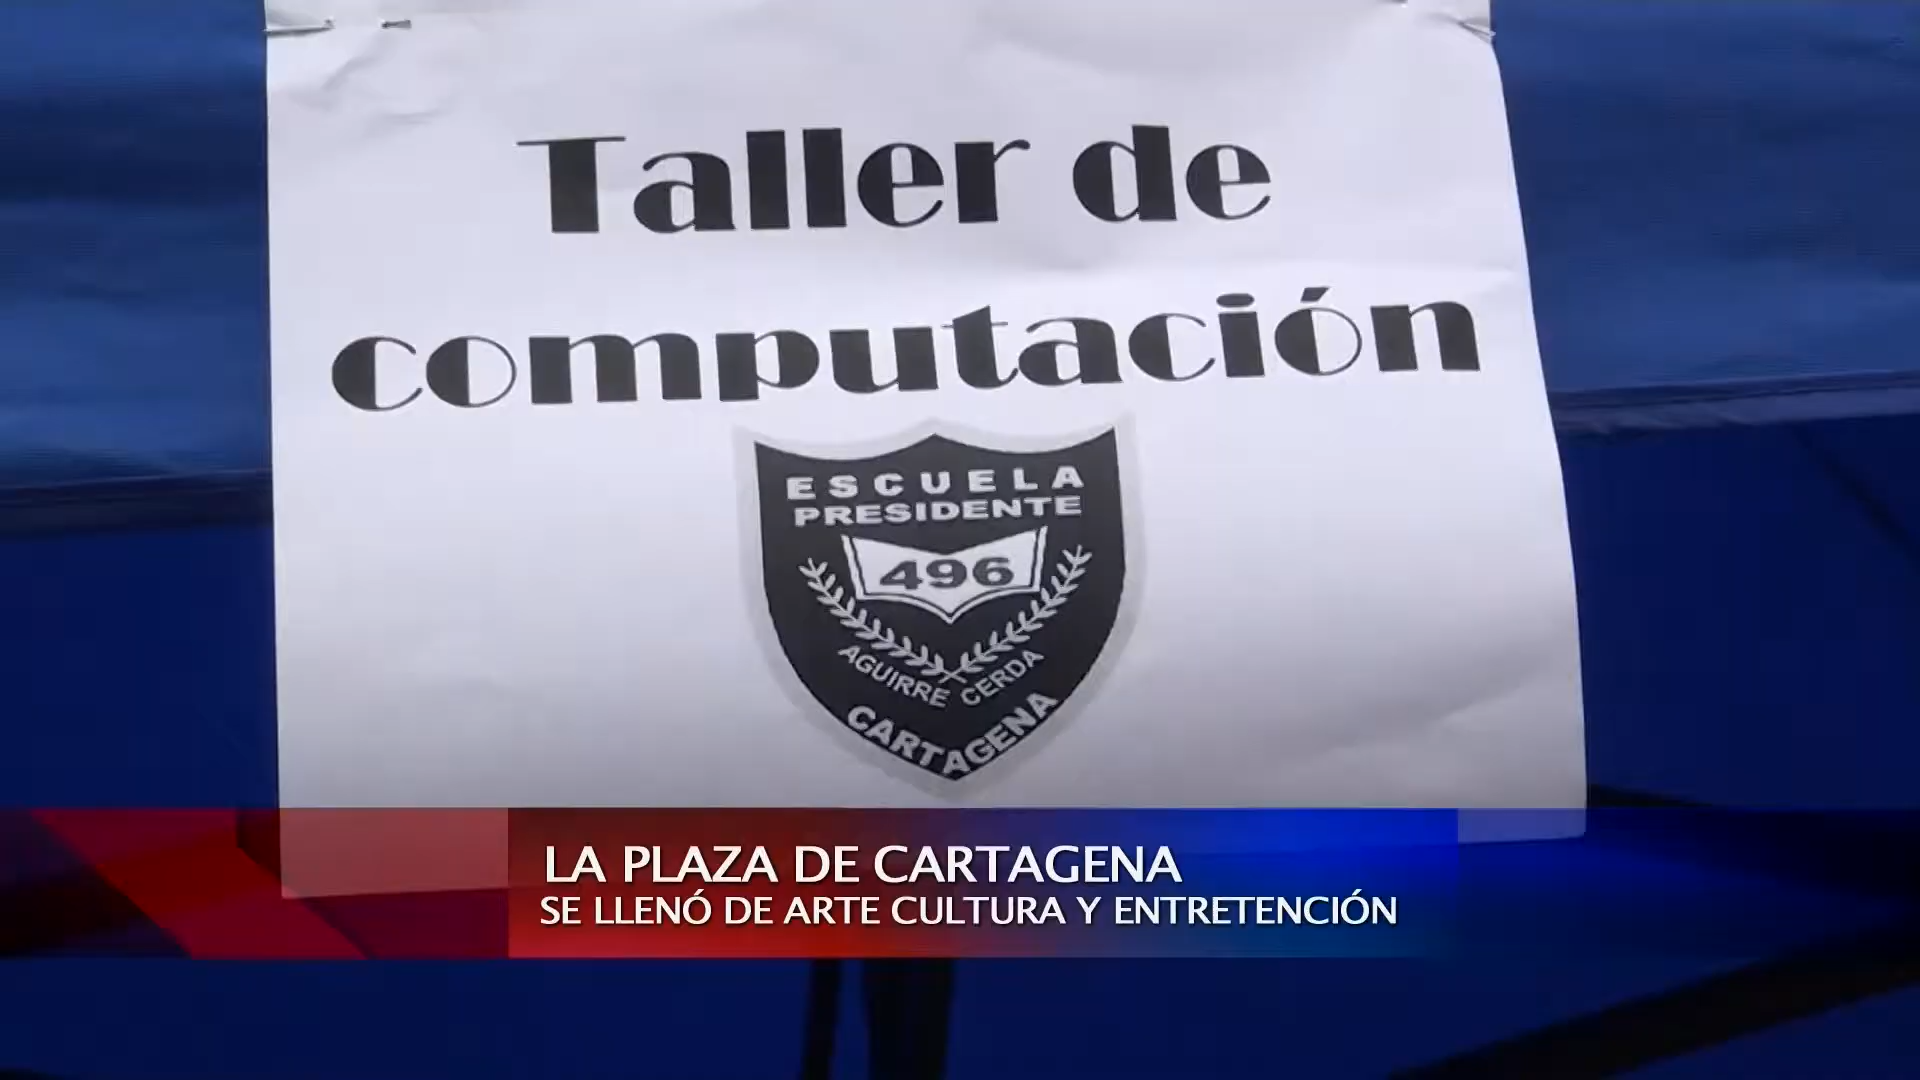 Taller de
computación
ESCUELA
PRESIDENTE
496
AGUIRRE CERDA
CARTAGENA
LA PLAZA DE CARTAGENA
SE LLENÓ DE ARTE CULTURA Y ENTRETENCIÓN